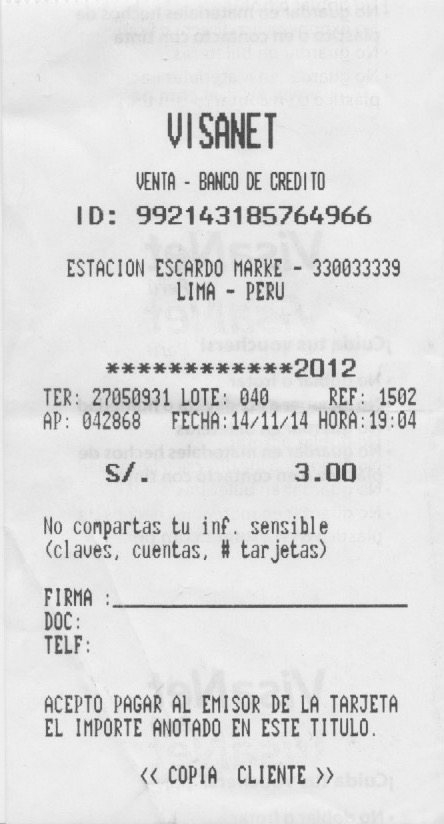 VISANET
VENTA - BANCO DE CREDITO
ID: 992143185764966
ESTACION ESCARDO MARKE - 330033339
LIMA - PERU
************2012
TER: 27050931 LOTE: 040 REF: 1502
AP: 042868 FECHA:14/11/14 HORA:19:04
S/. 3.00
No compartas tu inf. sensible
(claves, cuentas, # tarjetas)
FIRMA :
DOC:
TELF:
ACEPTO PAGAR AL EMISOR DE LA TARJETA
EL IMPORTE ANOTADO EN ESTE TITULO.
<< COPIA CLIENTE >>